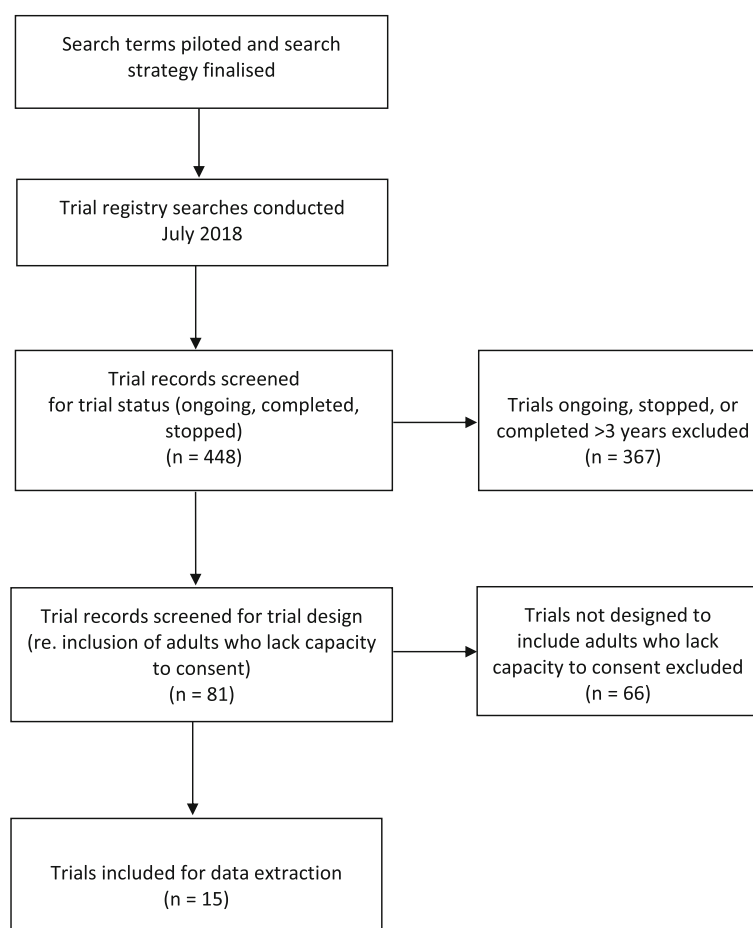 Search terms piloted and search
strategy finalised
Trial registry searches conducted
July 2018
Trial records screened
for trial status (ongoing, completed,
stopped)
(n = 448)
Trials ongoing, stopped, or
completed >3 years excluded
(n = 367)
Trial records screened for trial design
(re. inclusion of adults who lack capacity
to consent)
(n = 81)
Trials not designed to
include adults who lack
capacity to consent excluded
(n = 66)
Trials included for data extraction
(n = 15)